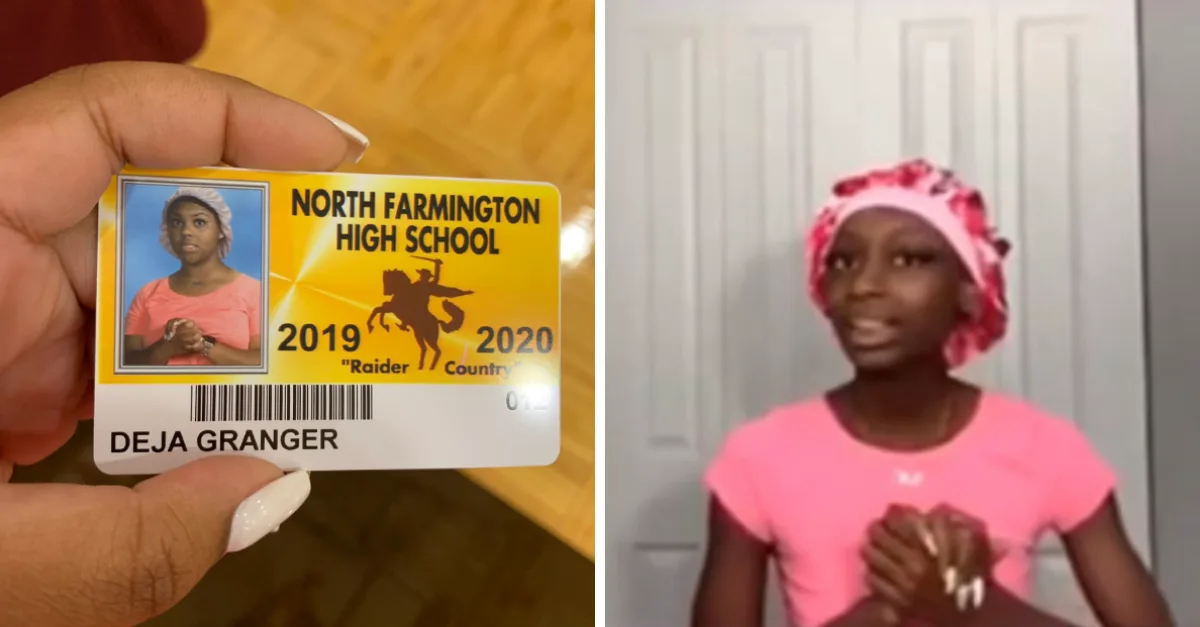 NORTH FARMINGTON
HIGH SCHOOL
2019 2020
"Raider Country"
DEJA GRANGER